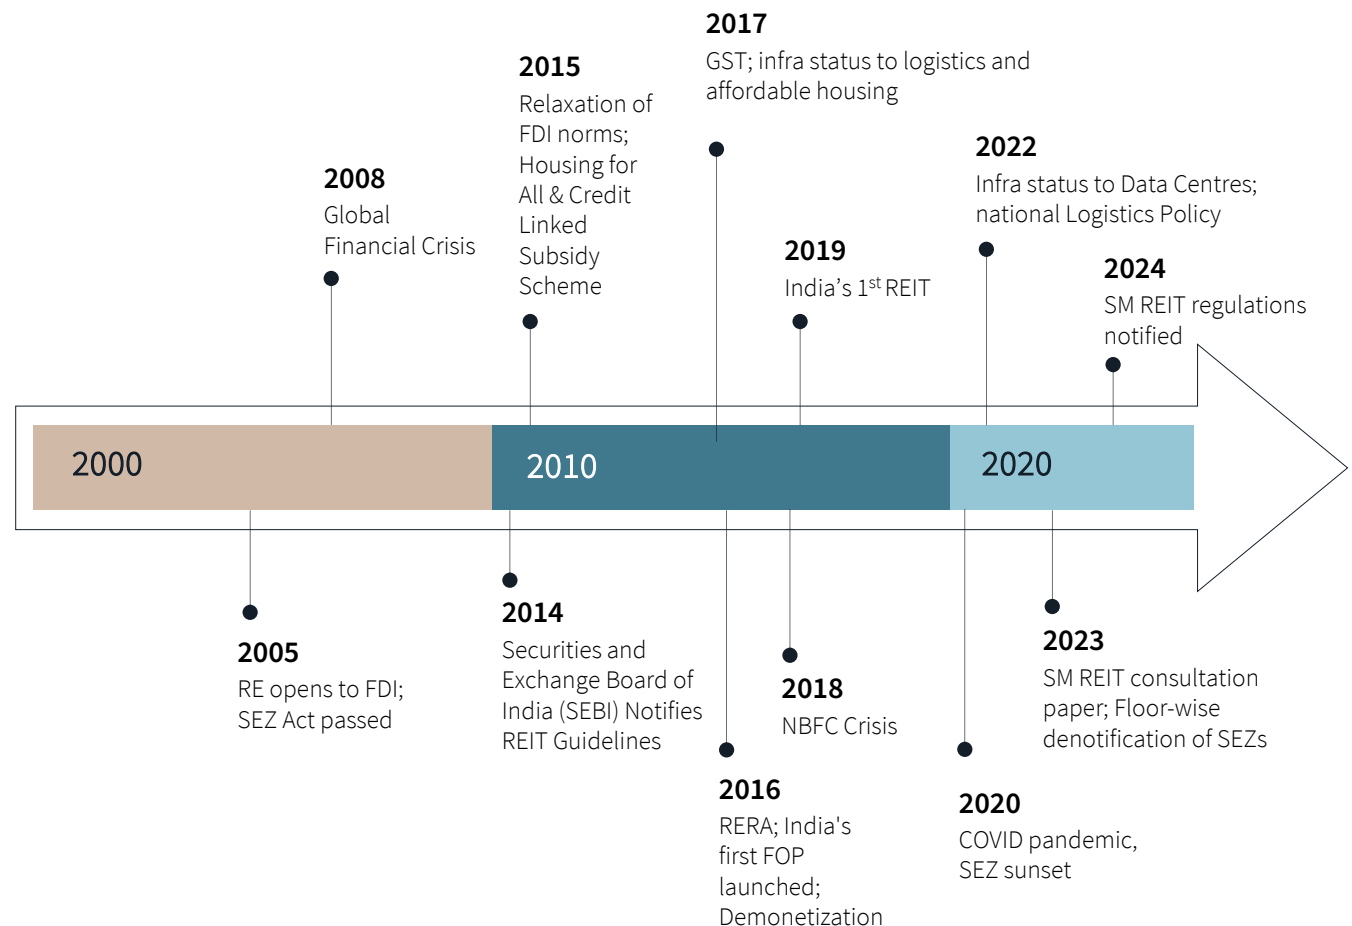 2017
GST; infra status to logistics and
affordable housing
2015
Relaxation of
FDI norms;
Housing for
All & Credit
Linked
Subsidy
Scheme
2022
Infra status to Data Centres;
national Logistics Policy
2008
Global
Financial Crisis
2019
India’s 1st REIT
2024
SM REIT regulations
notified
2000
2010
2020
2005
RE opens to FDI;
SEZ Act passed
2014
Securities and
Exchange Board of
India (SEBI) Notifies
REIT Guidelines
2018
NBFC Crisis
2023
SM REIT consultation
paper; Floor-wise
denotification of SEZs
2016
RERA; India's
first FOP
launched;
Demonetization
2020
COVID pandemic,
SEZ sunset